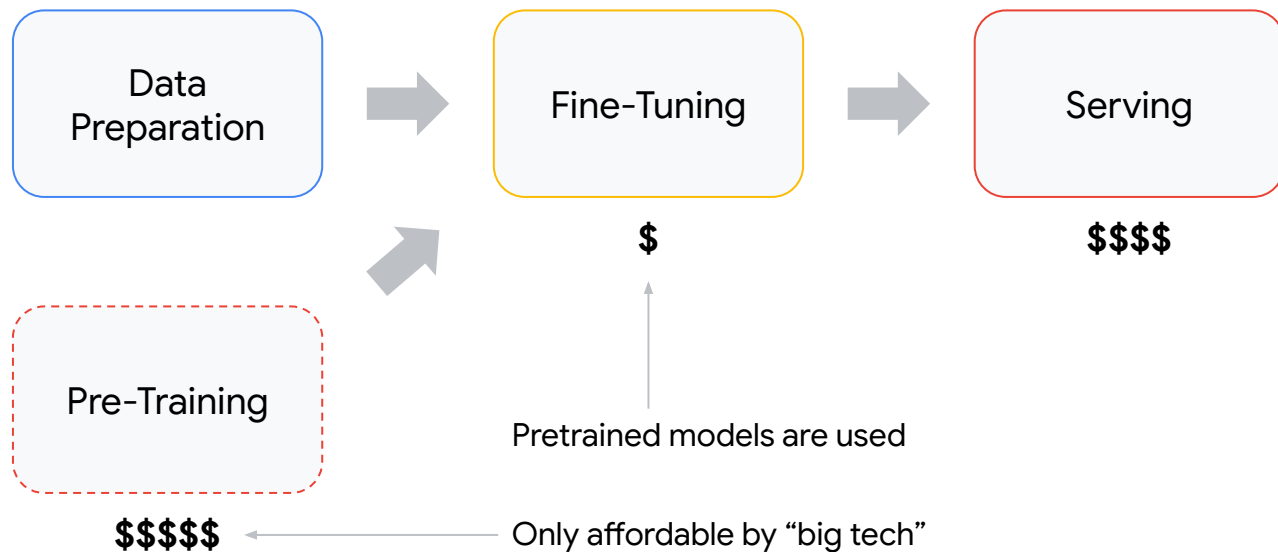 Data
Preparation
Fine-Tuning
Serving
$
$$$$
Pre-Training
Pretrained models are used
$$$$$
Only affordable by “big tech”